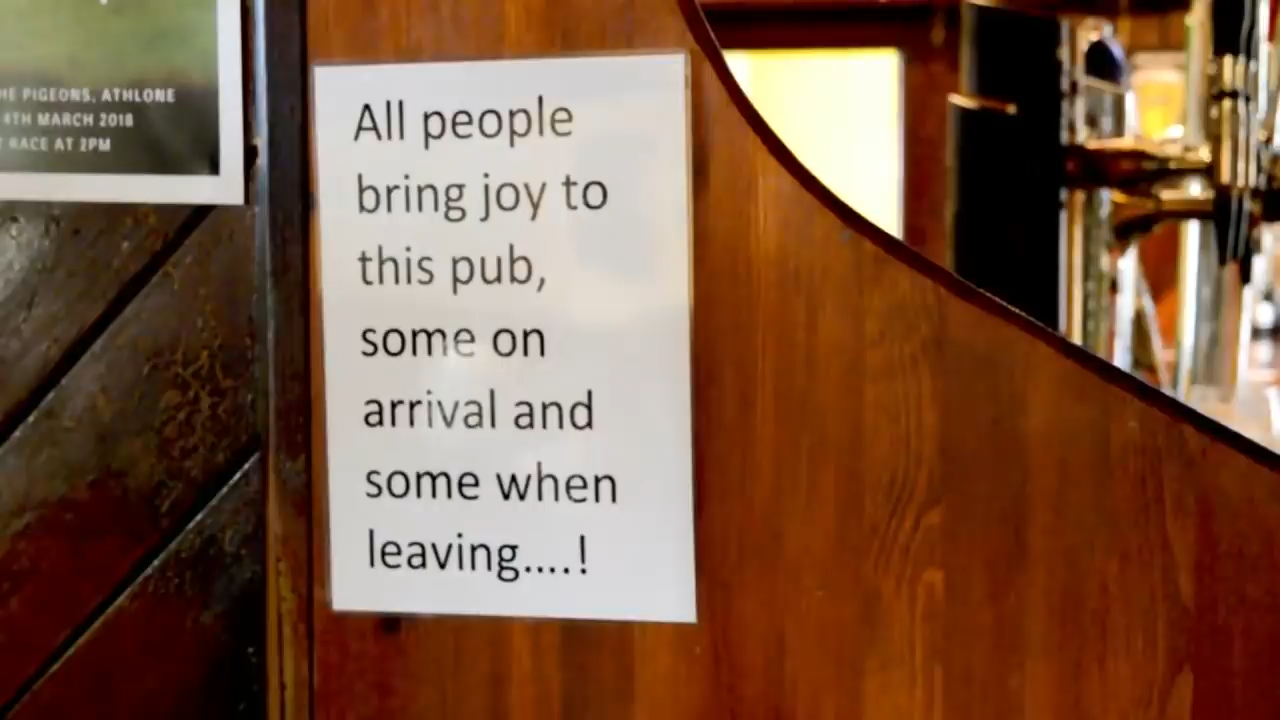 HE PIGEONS, ATHLONE
4TH MARCH 2018
RACE AT 2PM
All people
bring joy to
this pub,
some on
arrival and
some when
leaving....!